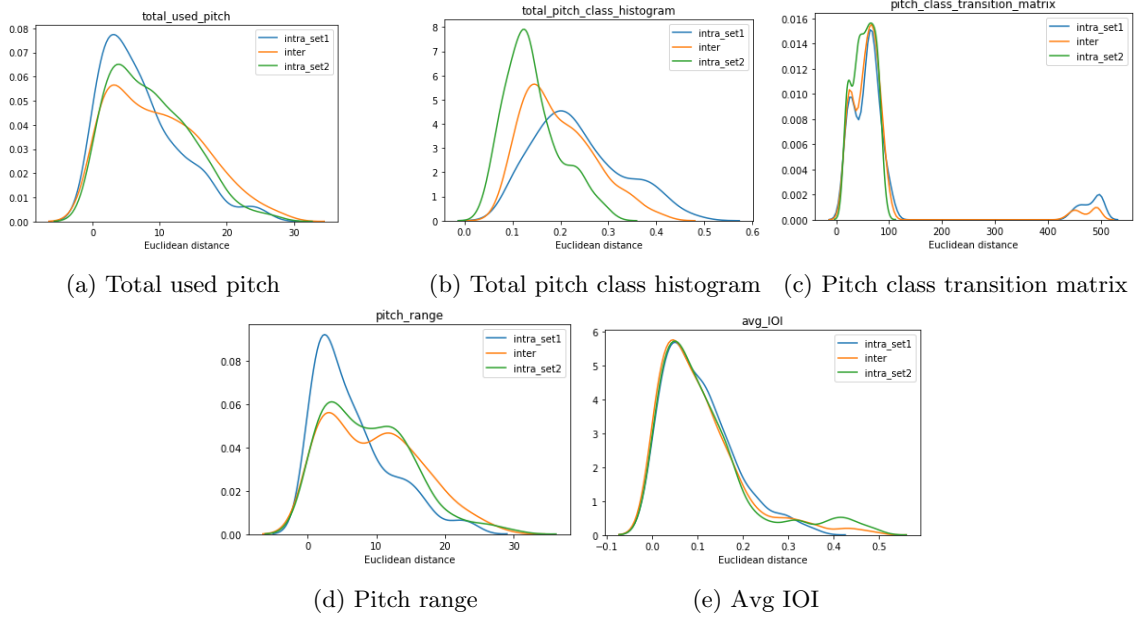 total_used_pitch
0.08
0.07
0.06
0.05
0.04
0.03
0.02
0.01
0.00
0
10
20
30
Euclidean distance
intra_set1
inter
intra_set2
(a) Total used pitch
total_pitch_class_histogram
8
7
6
5
4
3
2
1
0
0.0
0.1
0.2
0.3
0.4
0.5
0.6
Euclidean distance
intra_set1
inter
intra_set2
(b) Total pitch class histogram
pitch_class_transition_matrix
0.016
0.014
0.012
0.010
0.008
0.006
0.004
0.002
0.000
0
100
200
300
400
500
Euclidean distance
intra_set1
inter
intra_set2
(c) Pitch class transition matrix
pitch_range
0.08
0.06
0.04
0.02
0.00
0
10
20
30
Euclidean distance
intra_set1
inter
intra_set2
(d) Pitch range
avg_IOI
6
5
4
3
2
1
0
−0.1
0.0
0.1
0.2
0.3
0.4
0.5
Euclidean distance
intra_set1
inter
intra_set2
(e) Avg IOI